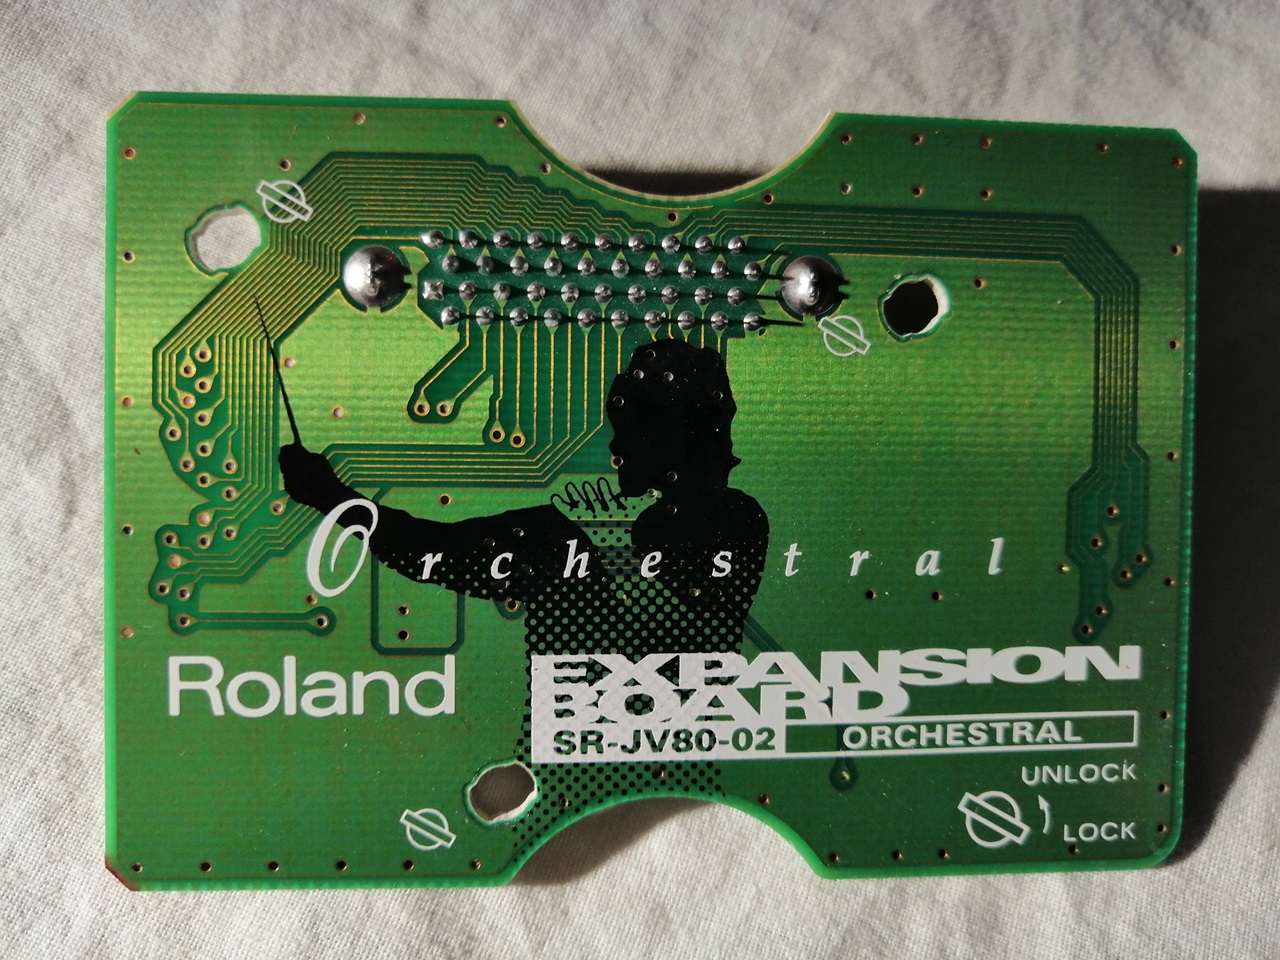 Orchestral
Roland
EXPANSION
BOARD
SR-JV80-02 ORCHESTRAL
UNLOCK
LOCK